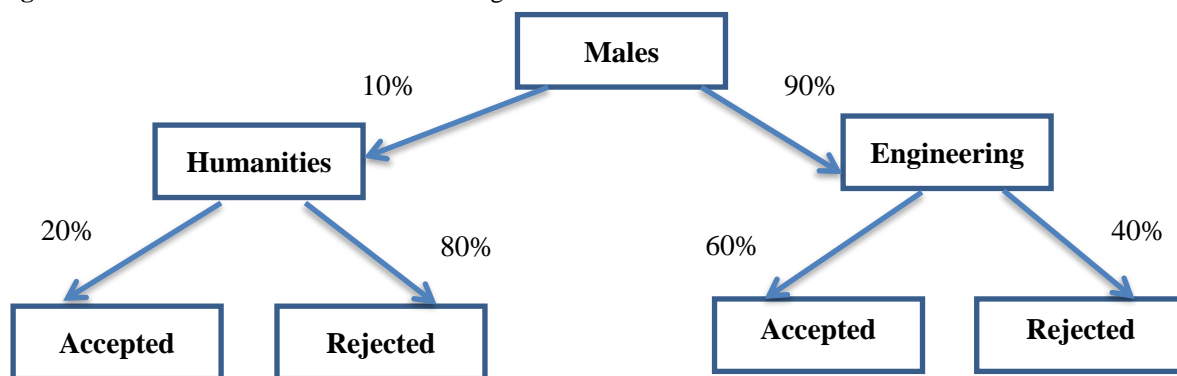 Males
10%
90%
Humanities
Engineering
20%
80%
60%
40%
Accepted
Rejected
Accepted
Rejected